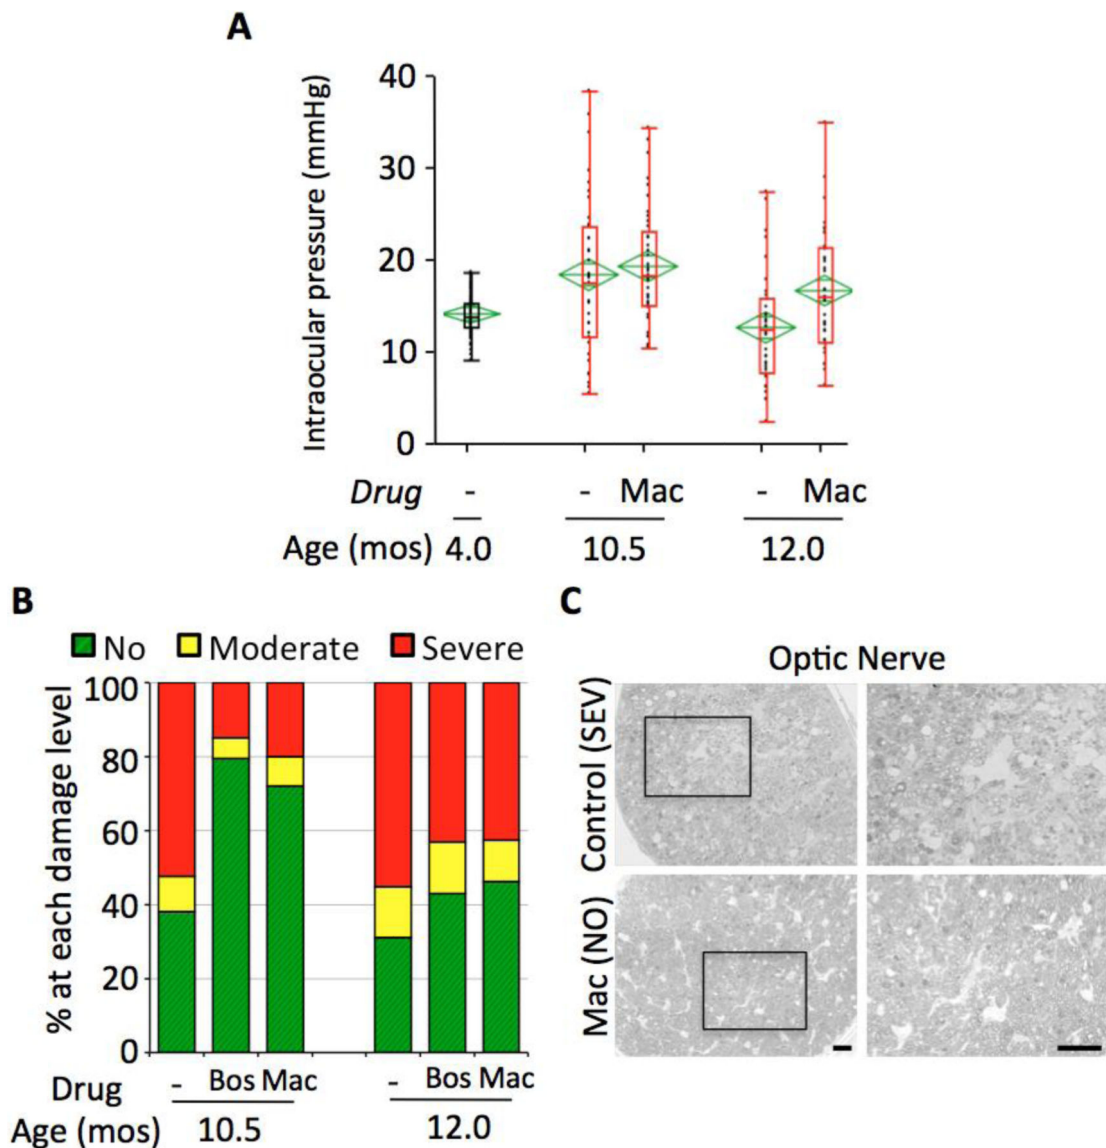 A
Intraocular pressure (mmHg)
40
30
20
10
0
Drug - - Mac - Mac
Age (mos) 4.0 10.5 12.0
B
No Moderate Severe
% at each damage level
100
80
60
40
20
0
Drug - Bos Mac - Bos Mac
Age (mos) 10.5 12.0
C
Optic Nerve
Control (SEV)
Mac (NO)